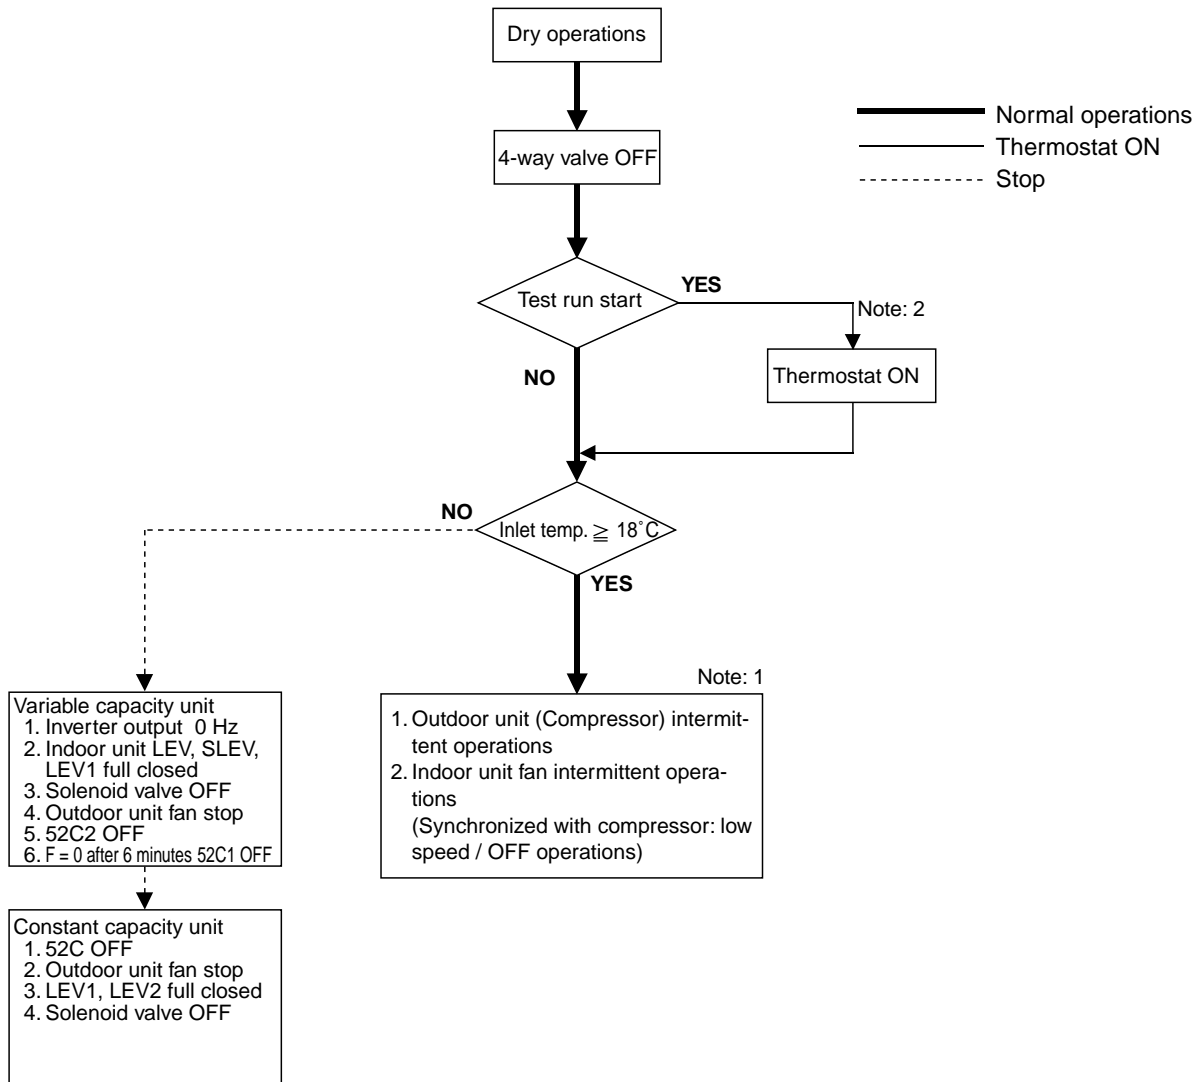 Dry operations
Normal operations
Thermostat ON
Stop
4-way valve OFF
Test run start
YES
Note: 2
Thermostat ON
NO
NO
Inlet temp. ≧ 18˚C
YES
Note: 1
Variable capacity unit
1. Inverter output 0 Hz
2. Indoor unit LEV, SLEV,
LEV1 full closed
3. Solenoid valve OFF
4. Outdoor unit fan stop
5. 52C2 OFF
6. F = 0 after 6 minutes 52C1 OFF
1. Outdoor unit (Compressor) intermit-
tent operations
2. Indoor unit fan intermittent opera-
tions
(Synchronized with compressor: low
speed / OFF operations)
Constant capacity unit
1. 52C OFF
2. Outdoor unit fan stop
3. LEV1, LEV2 full closed
4. Solenoid valve OFF